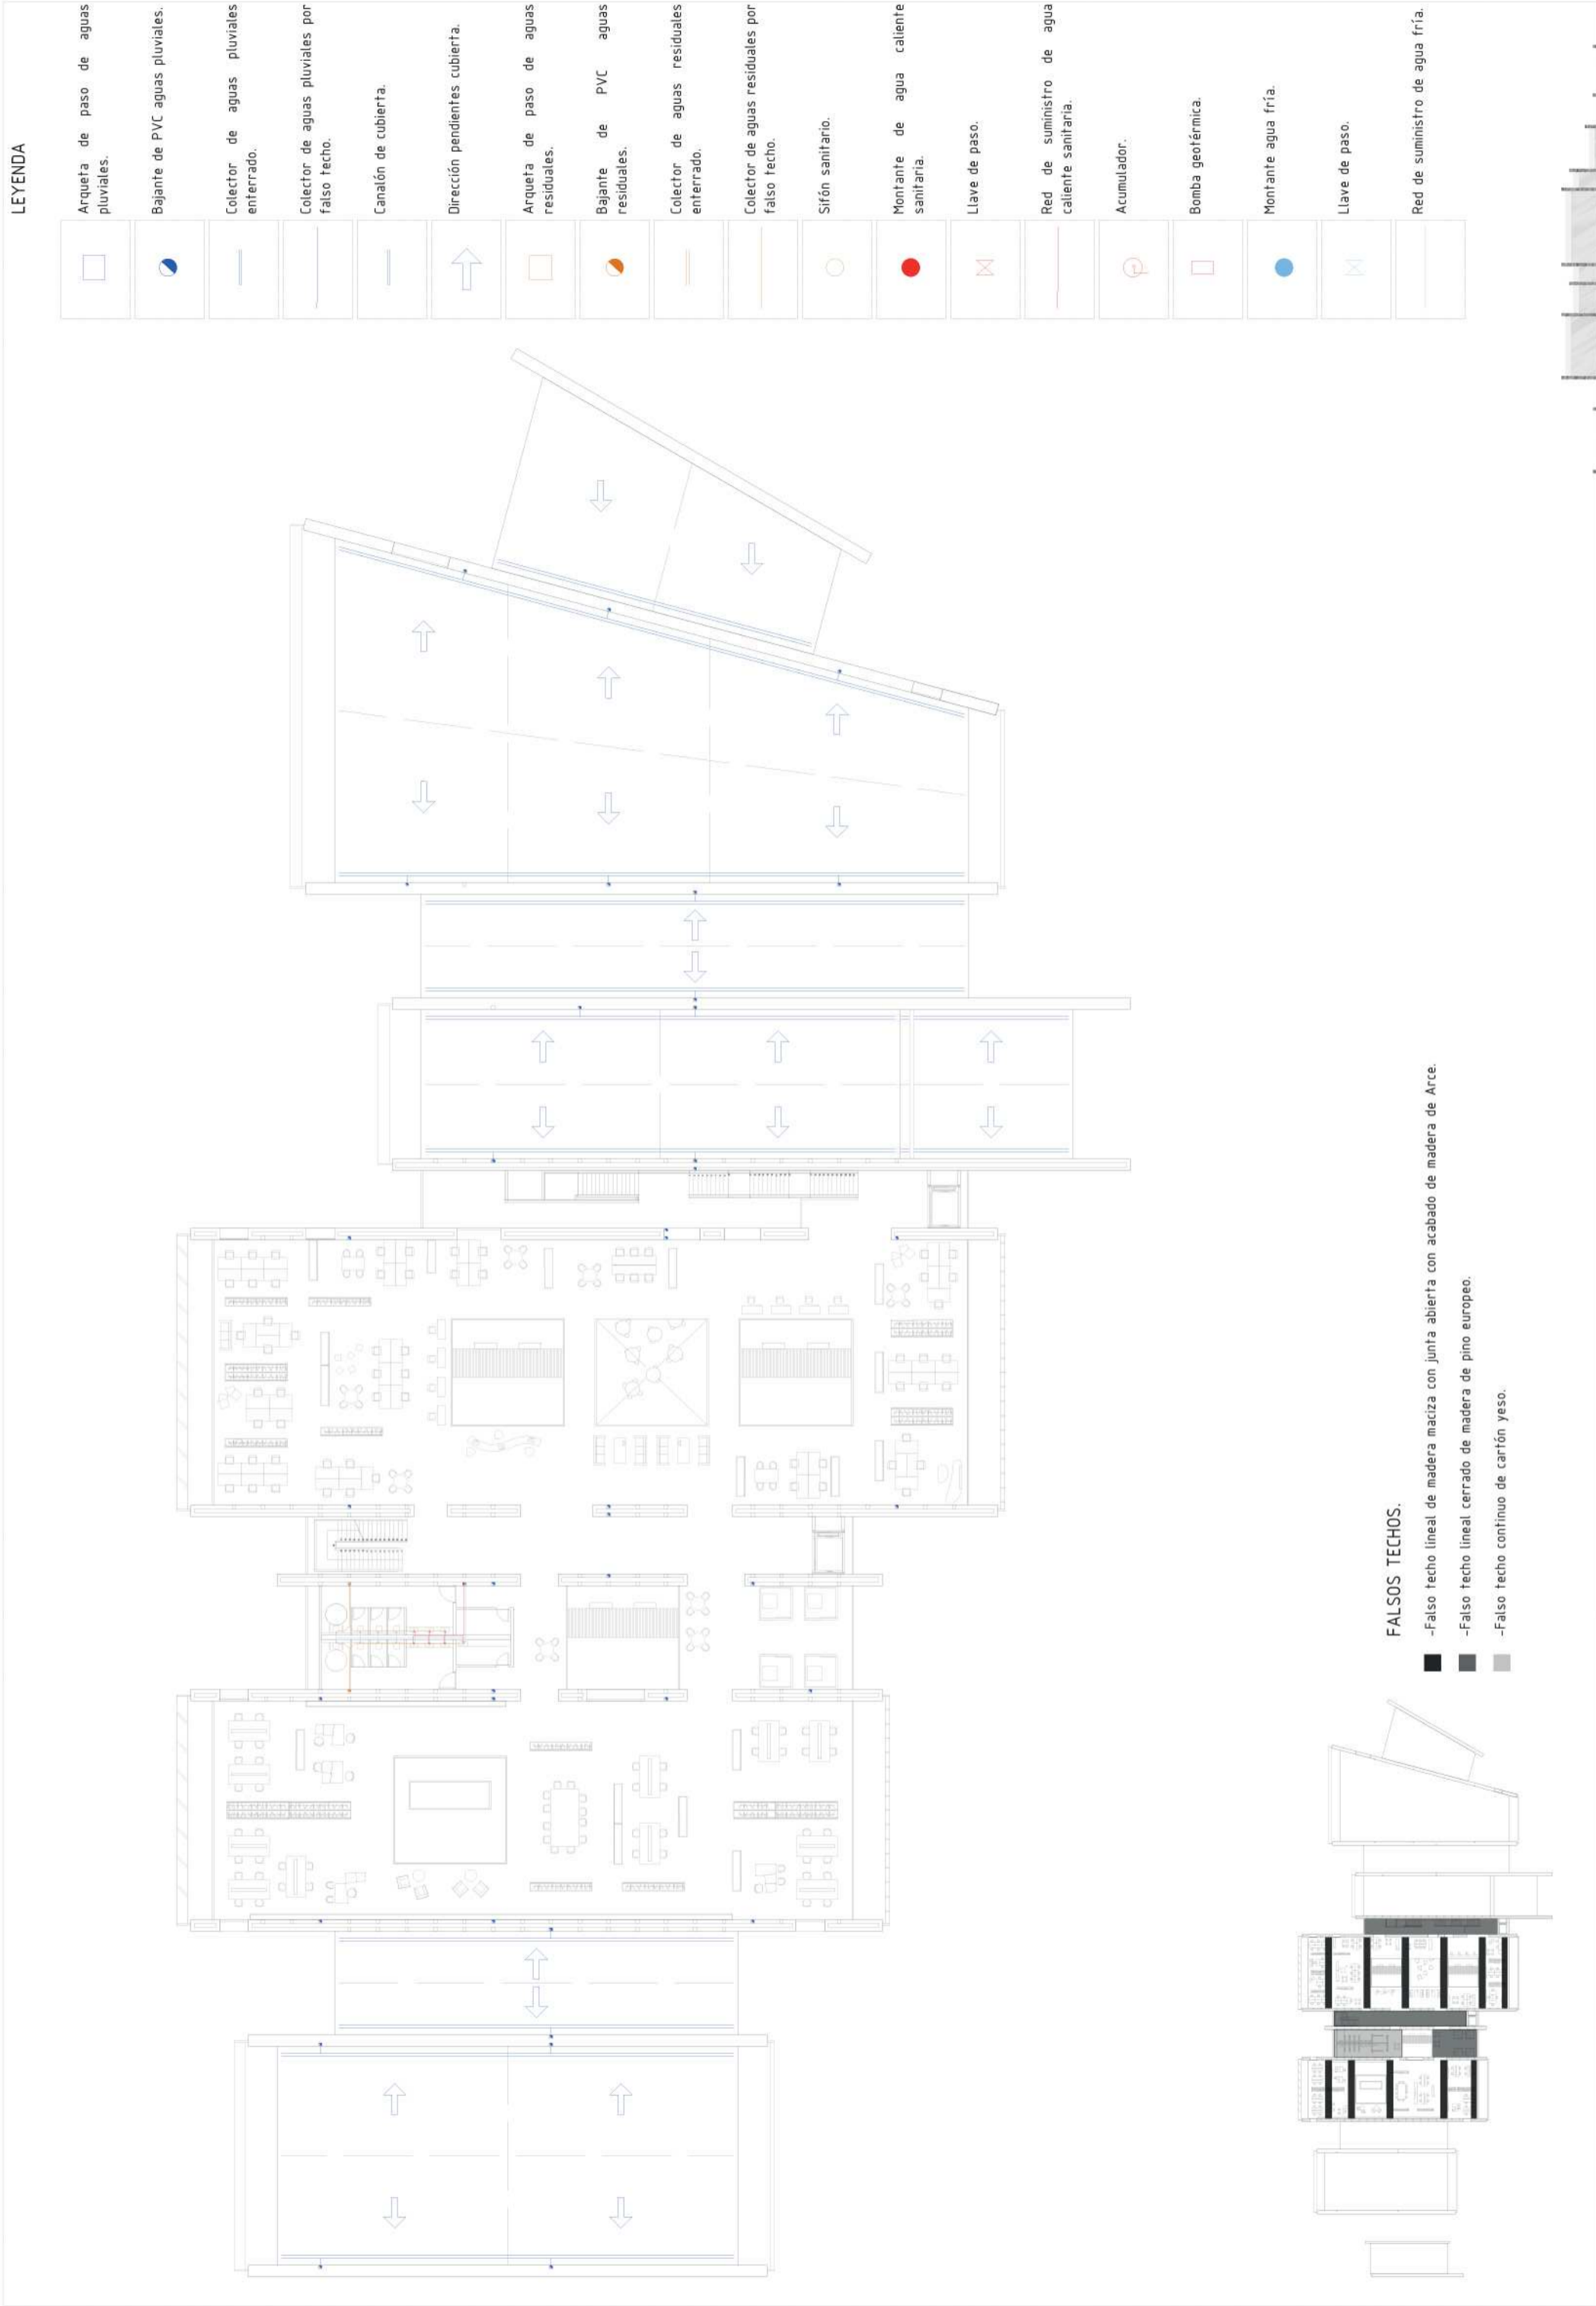 LEYENDA
Arqueta de paso de aguas
pluviales.
Bajante de PVC aguas pluviales.
Colector de aguas pluviales
enterrado.
Colector de aguas pluviales por
falso techo.
Canalón de cubierta.
Dirección pendientes cubierta.
Arqueta de paso de aguas
residuales.
Bajante de PVC aguas
residuales.
Colector de aguas residuales
enterrado.
Colector de aguas residuales por
falso techo.
Sifón sanitario.
Montante de agua caliente
sanitaria.
Llave de paso.
Red de suministro de agua
caliente sanitaria.
Acumulador.
Bomba geotérmica.
Montante agua fría.
Llave de paso.
Red de suministro de agua fría.
FALSOS TECHOS.
-Falso techo lineal de madera maciza con junta abierta con acabado de madera de Arce.
-Falso techo lineal cerrado de madera de pino europeo.
-Falso techo continuo de cartón yeso.